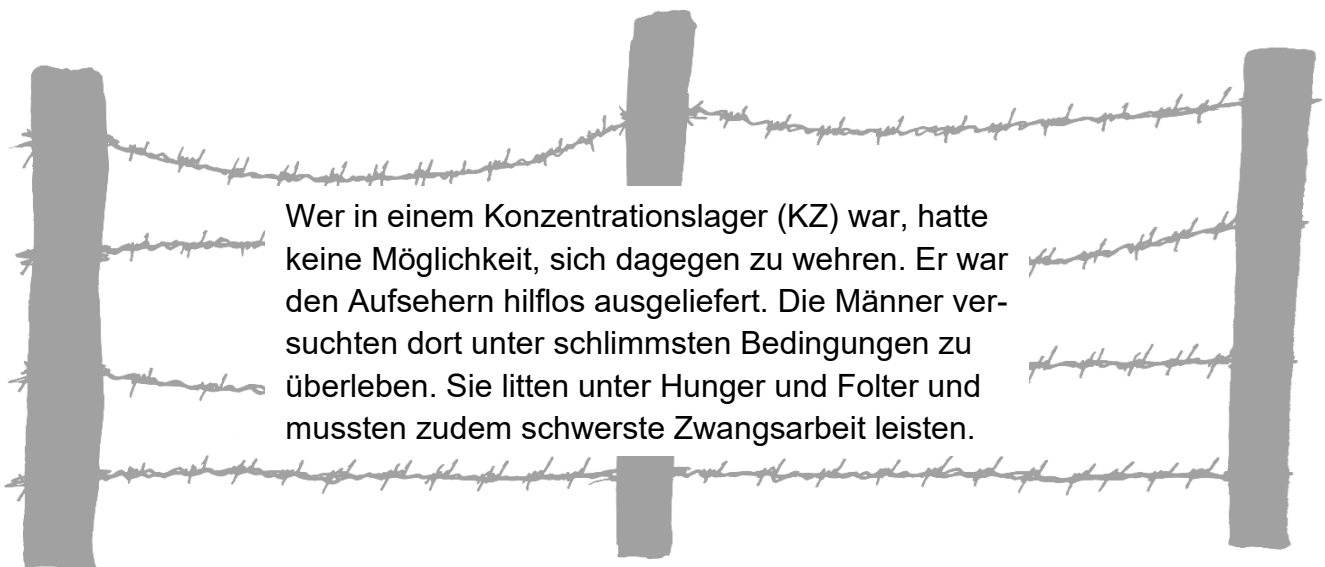 Wer in einem Konzentrationslager (KZ) war, hatte
keine Möglichkeit, sich dagegen zu wehren. Er war
den Aufsehern hilflos ausgeliefert. Die Männer ver-
suchten dort unter schlimmsten Bedingungen zu
überleben. Sie litten unter Hunger und Folter und
mussten zudem schwerste Zwangsarbeit leisten.